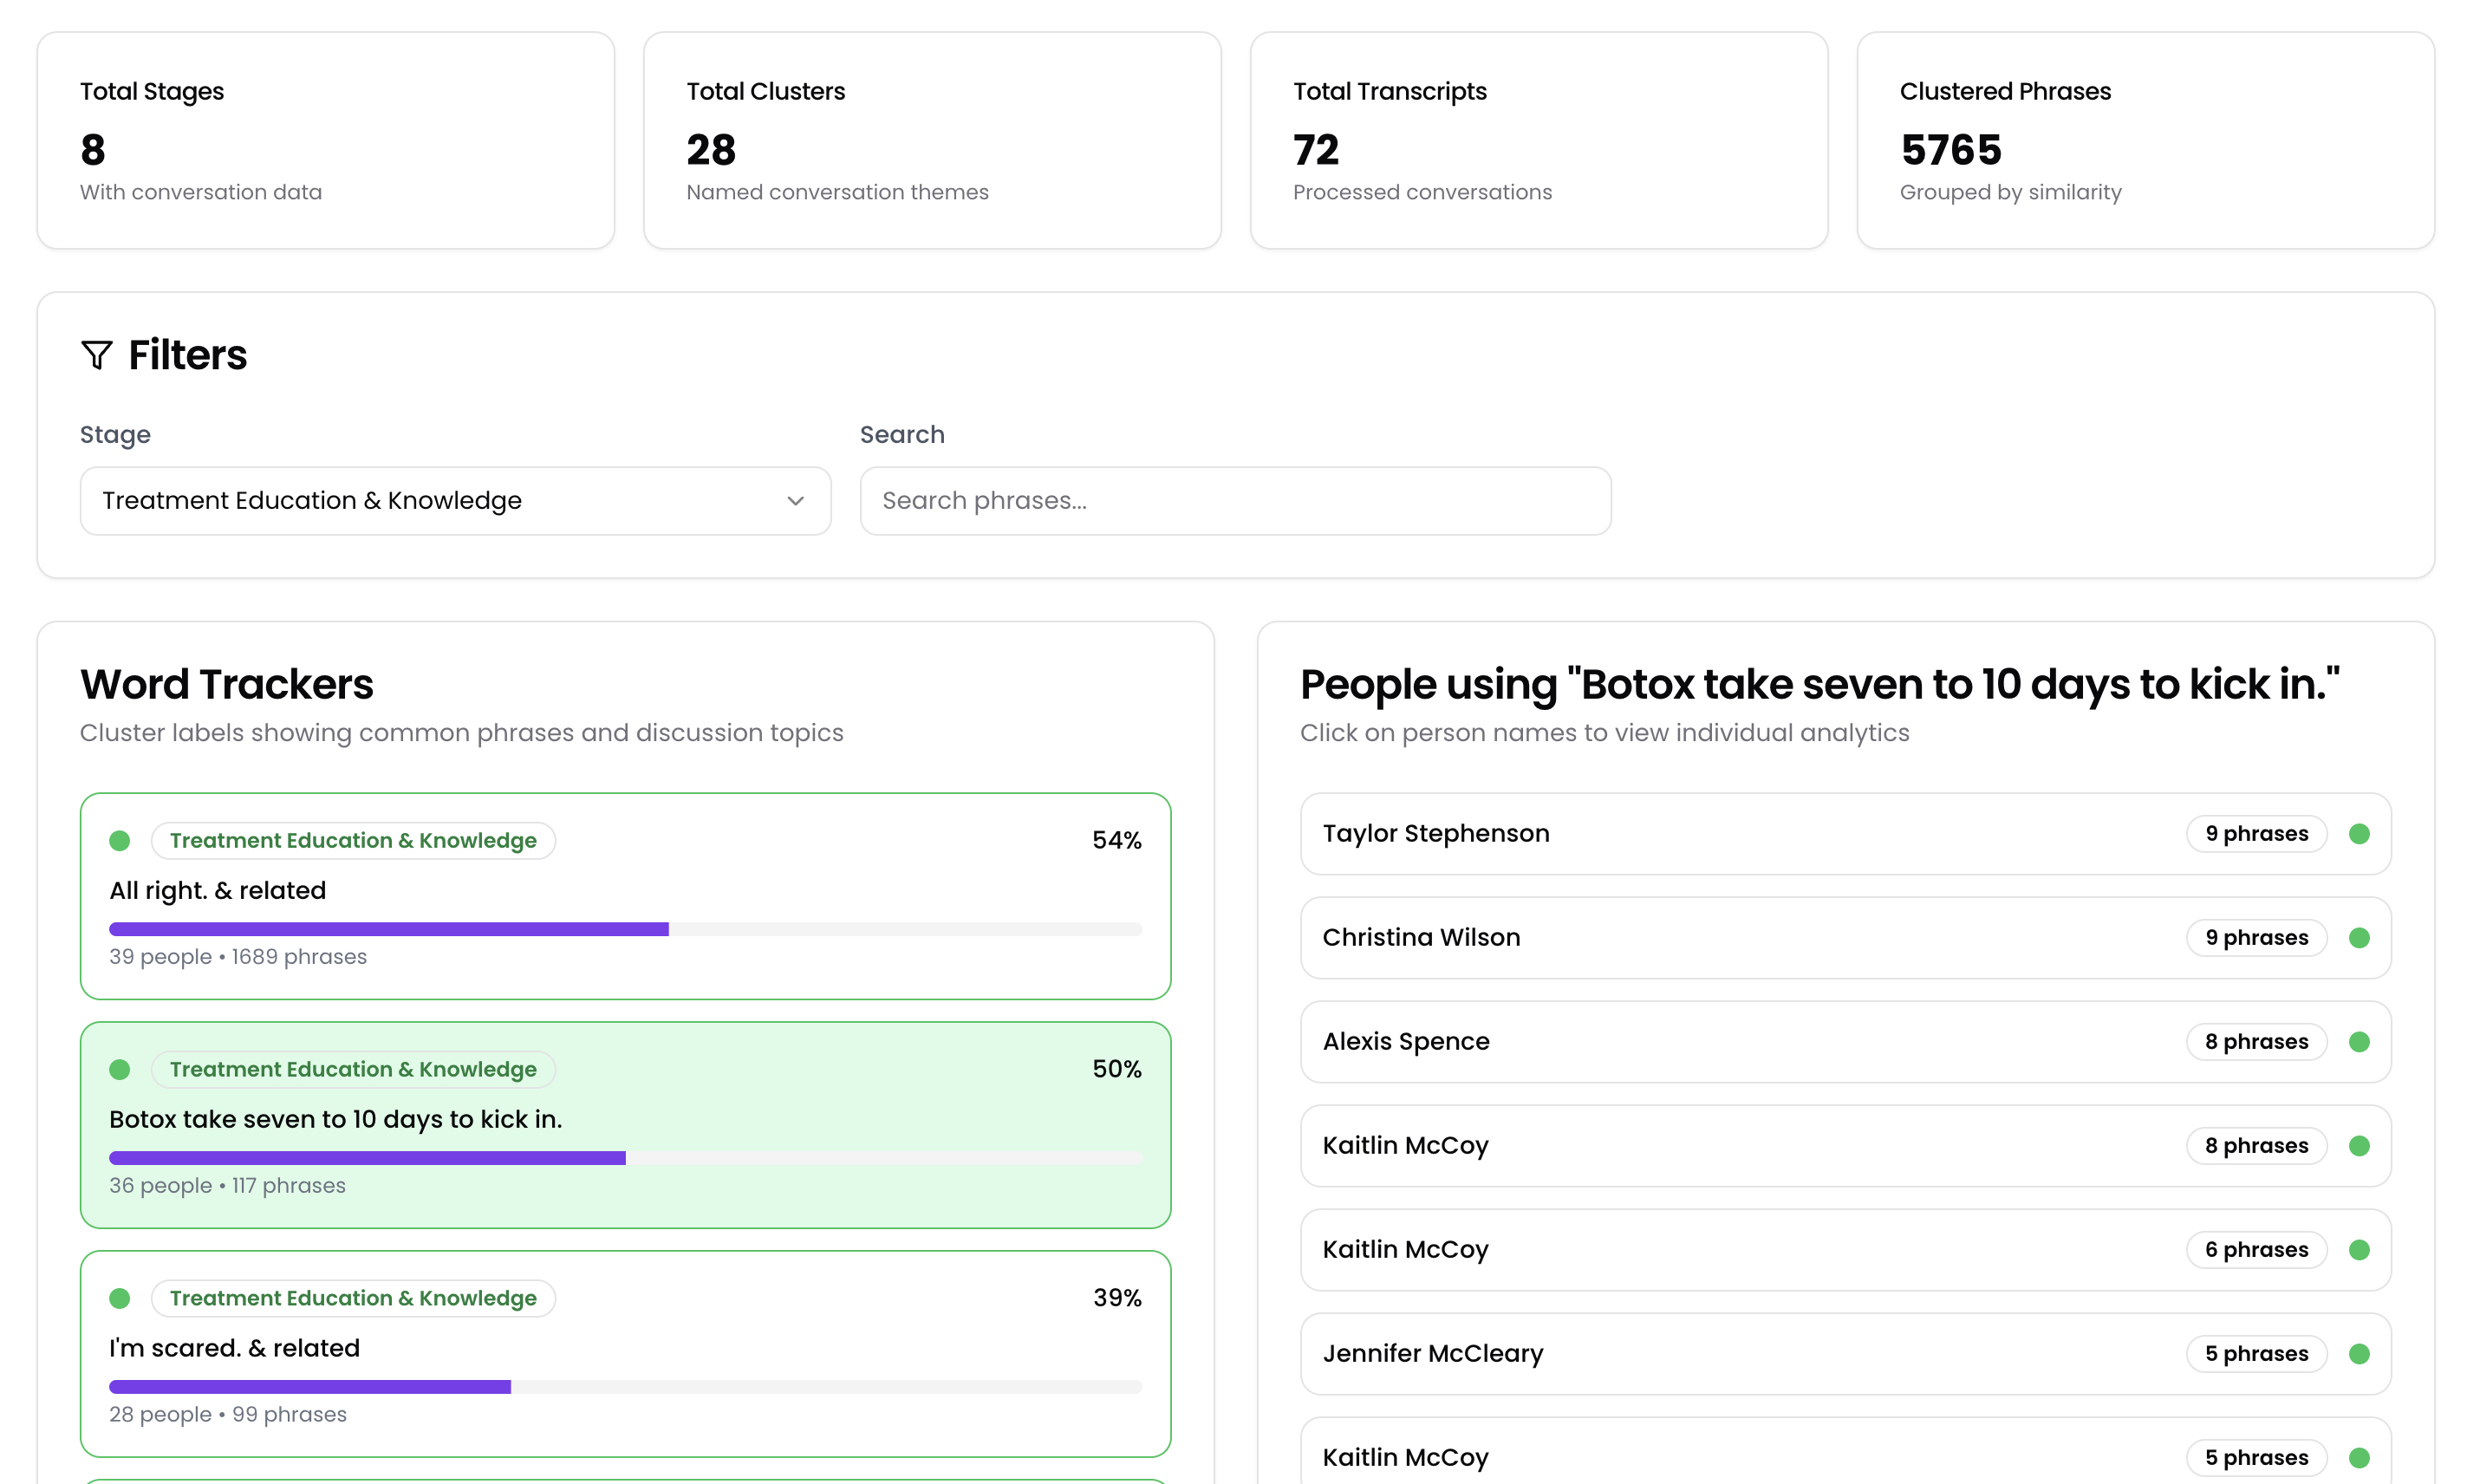 Total Stages
8
With conversation data
Total Clusters
28
Named conversation themes
Total Transcripts
72
Processed conversations
Clustered Phrases
5765
Grouped by similarity
Filters
Stage
Treatment Education & Knowledge
Search
Search phrases...
Word Trackers
Cluster labels showing common phrases and discussion topics
Treatment Education & Knowledge
54%
All right. & related
39 people • 1689 phrases
Treatment Education & Knowledge
50%
Botox take seven to 10 days to kick in.
36 people • 117 phrases
Treatment Education & Knowledge
39%
I'm scared. & related
28 people • 99 phrases
People using "Botox take seven to 10 days to kick in."
Click on person names to view individual analytics
Taylor Stephenson
9 phrases
Christina Wilson
9 phrases
Alexis Spence
8 phrases
Kaitlin McCoy
8 phrases
Kaitlin McCoy
6 phrases
Jennifer McCleary
5 phrases
Kaitlin McCoy
5 phrases